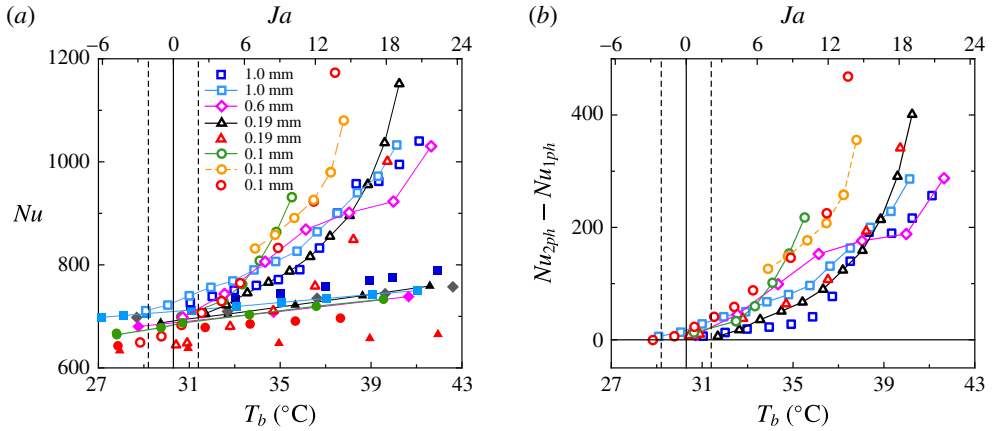 (a)
Ja
–6 0 6 12 18 24
1200
1000
Nu
800
600
1.0 mm
1.0 mm
0.6 mm
0.19 mm
0.19 mm
0.1 mm
0.1 mm
0.1 mm
27 31 35 39 43
T_b (°C)
(b)
Ja
–6 0 6 12 18 24
400
Nu_2ph – Nu_1ph
200
0
27 31 35 39 43
T_b (°C)